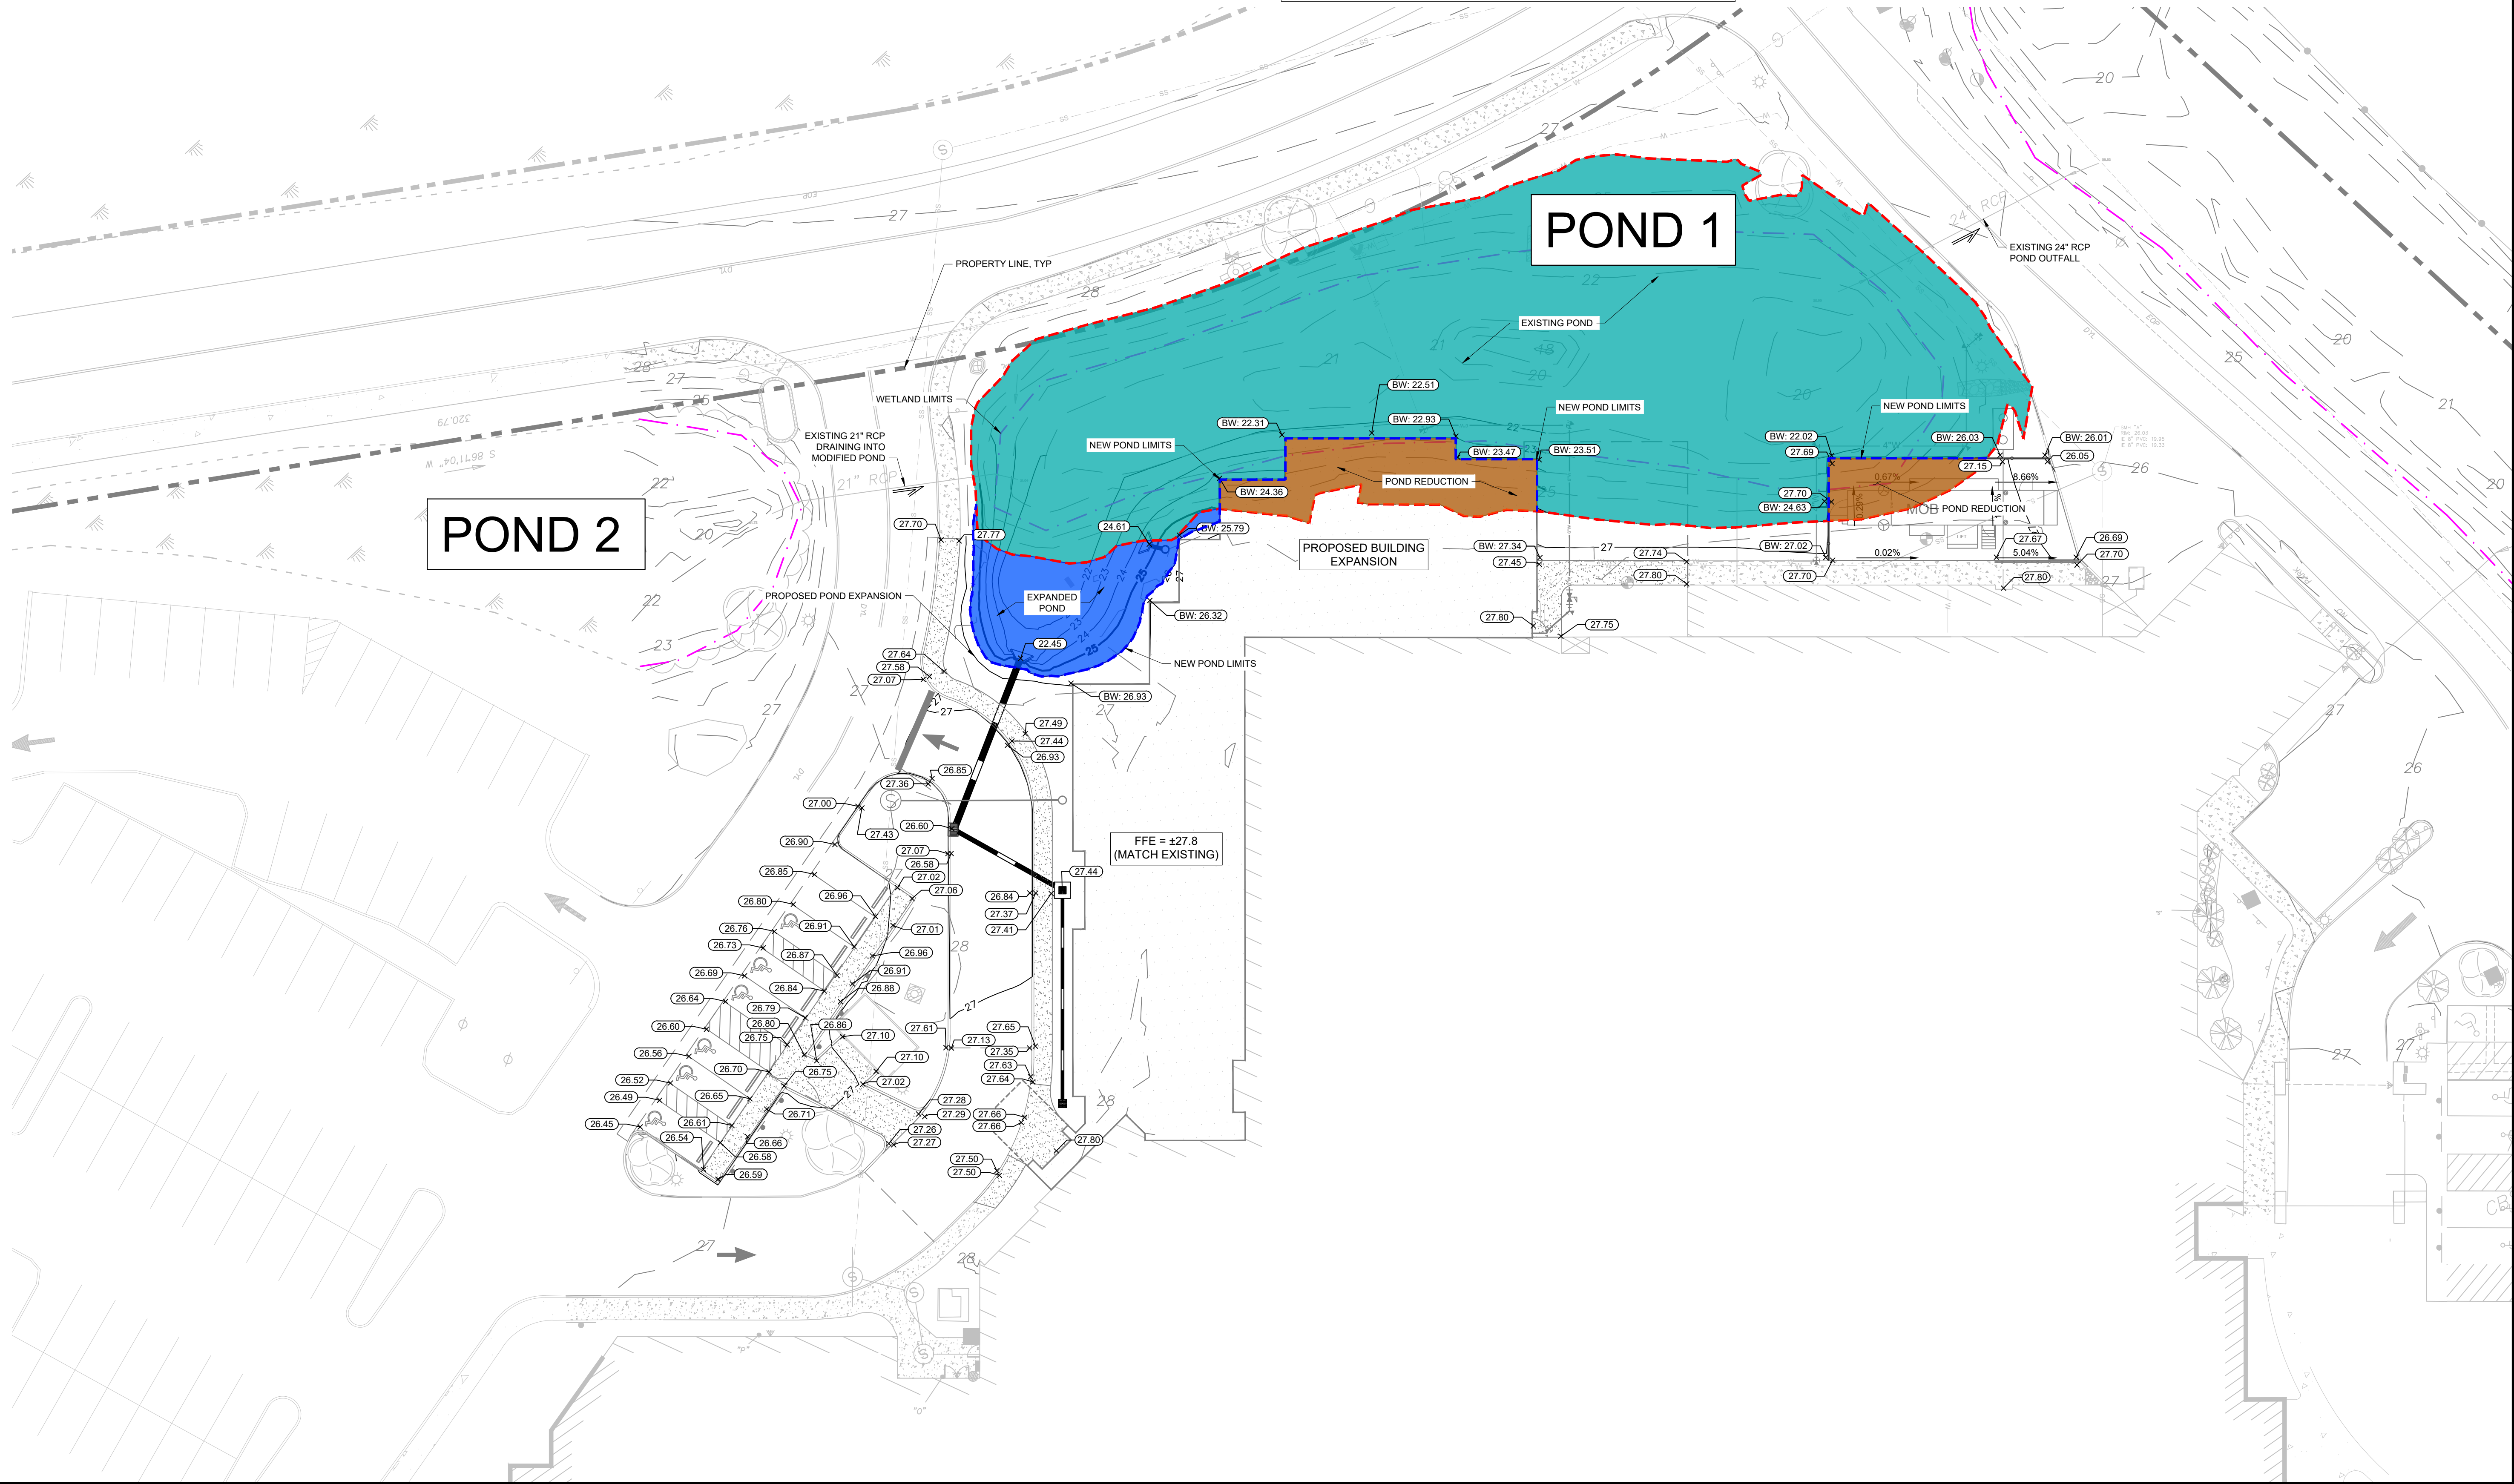 POND 1
POND 2
PROPERTY LINE, TYP
EXISTING 24" RCP
POND OUTFALL
24" RCP
EXISTING POND
WETLAND LIMITS
EXISTING 21" RCP
DRAINING INTO
MODIFIED POND
21" RCP
S 86°11'04" W
320.79
NEW POND LIMITS
NEW POND LIMITS
NEW POND LIMITS
NEW POND LIMITS
POND REDUCTION
POND REDUCTION
PROPOSED BUILDING
EXPANSION
PROPOSED POND EXPANSION
EXPANDED
POND
FFE = ±27.8
(MATCH EXISTING)
BW: 22.31
BW: 22.51
BW: 22.93
BW: 23.47
BW: 23.51
BW: 24.36
BW: 25.79
BW: 26.32
BW: 26.93
BW: 22.02
27.69
BW: 26.03
BW: 26.01
26.05
27.15
27.70
BW: 24.63
BW: 27.02
27.70
BW: 27.34
27.45
27.74
27.80
27.80
27.75
27.67
26.69
27.70
27.80
0.67%
8.66%
0.02%
5.04%
MOB
LIFT
27.70
27.77
24.61
22.45
27.64
27.58
27.07
27.49
27.44
26.93
26.85
27.36
27.00
27.43
26.60
26.90
27.07
26.58
26.85
27.02
27.06
26.96
26.80
26.91
27.01
26.76
26.73
26.87
26.96
26.69
26.91
26.84
26.88
26.64
26.79
26.80
26.86
26.60
26.75
27.10
26.56
27.10
26.70
26.75
27.02
26.52
26.65
26.49
26.71
26.61
26.45
26.54
26.66
26.58
26.59
27.44
26.84
27.37
27.41
27.61
27.13
27.65
27.35
27.63
27.64
27.28
27.29
27.66
27.66
27.26
27.27
27.80
27.50
27.50